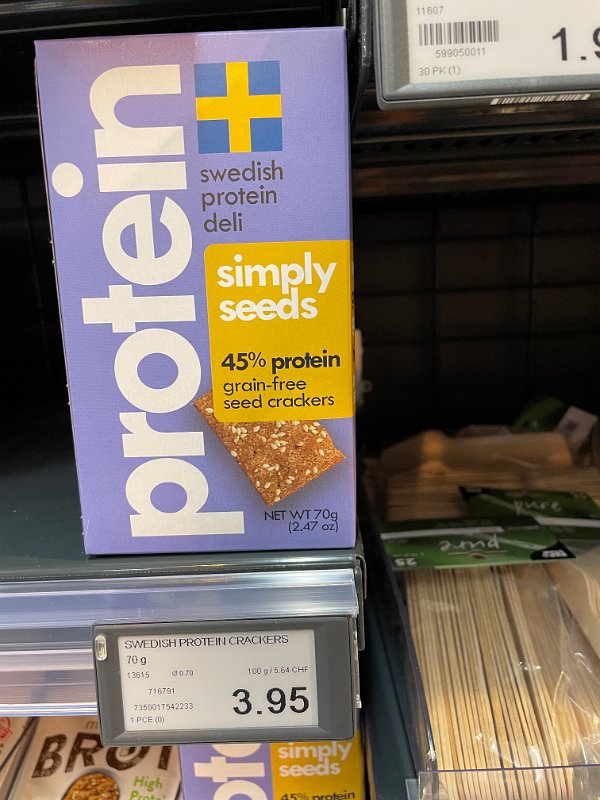 11607
599050011
30 PK (1)
1.9
protein
swedish
protein
deli
simply
seeds
45% protein
grain-free
seed crackers
NET WT 70g
(2.47 oz)
pure
pure
25
SWEDISH PROTEIN CRACKERS
70 g
13615 Ø 0.70 100 g / 5.64 CHF
716791
7350017542233
1 PCE (0)
3.95
BROT
High
simply
seeds
45% protein